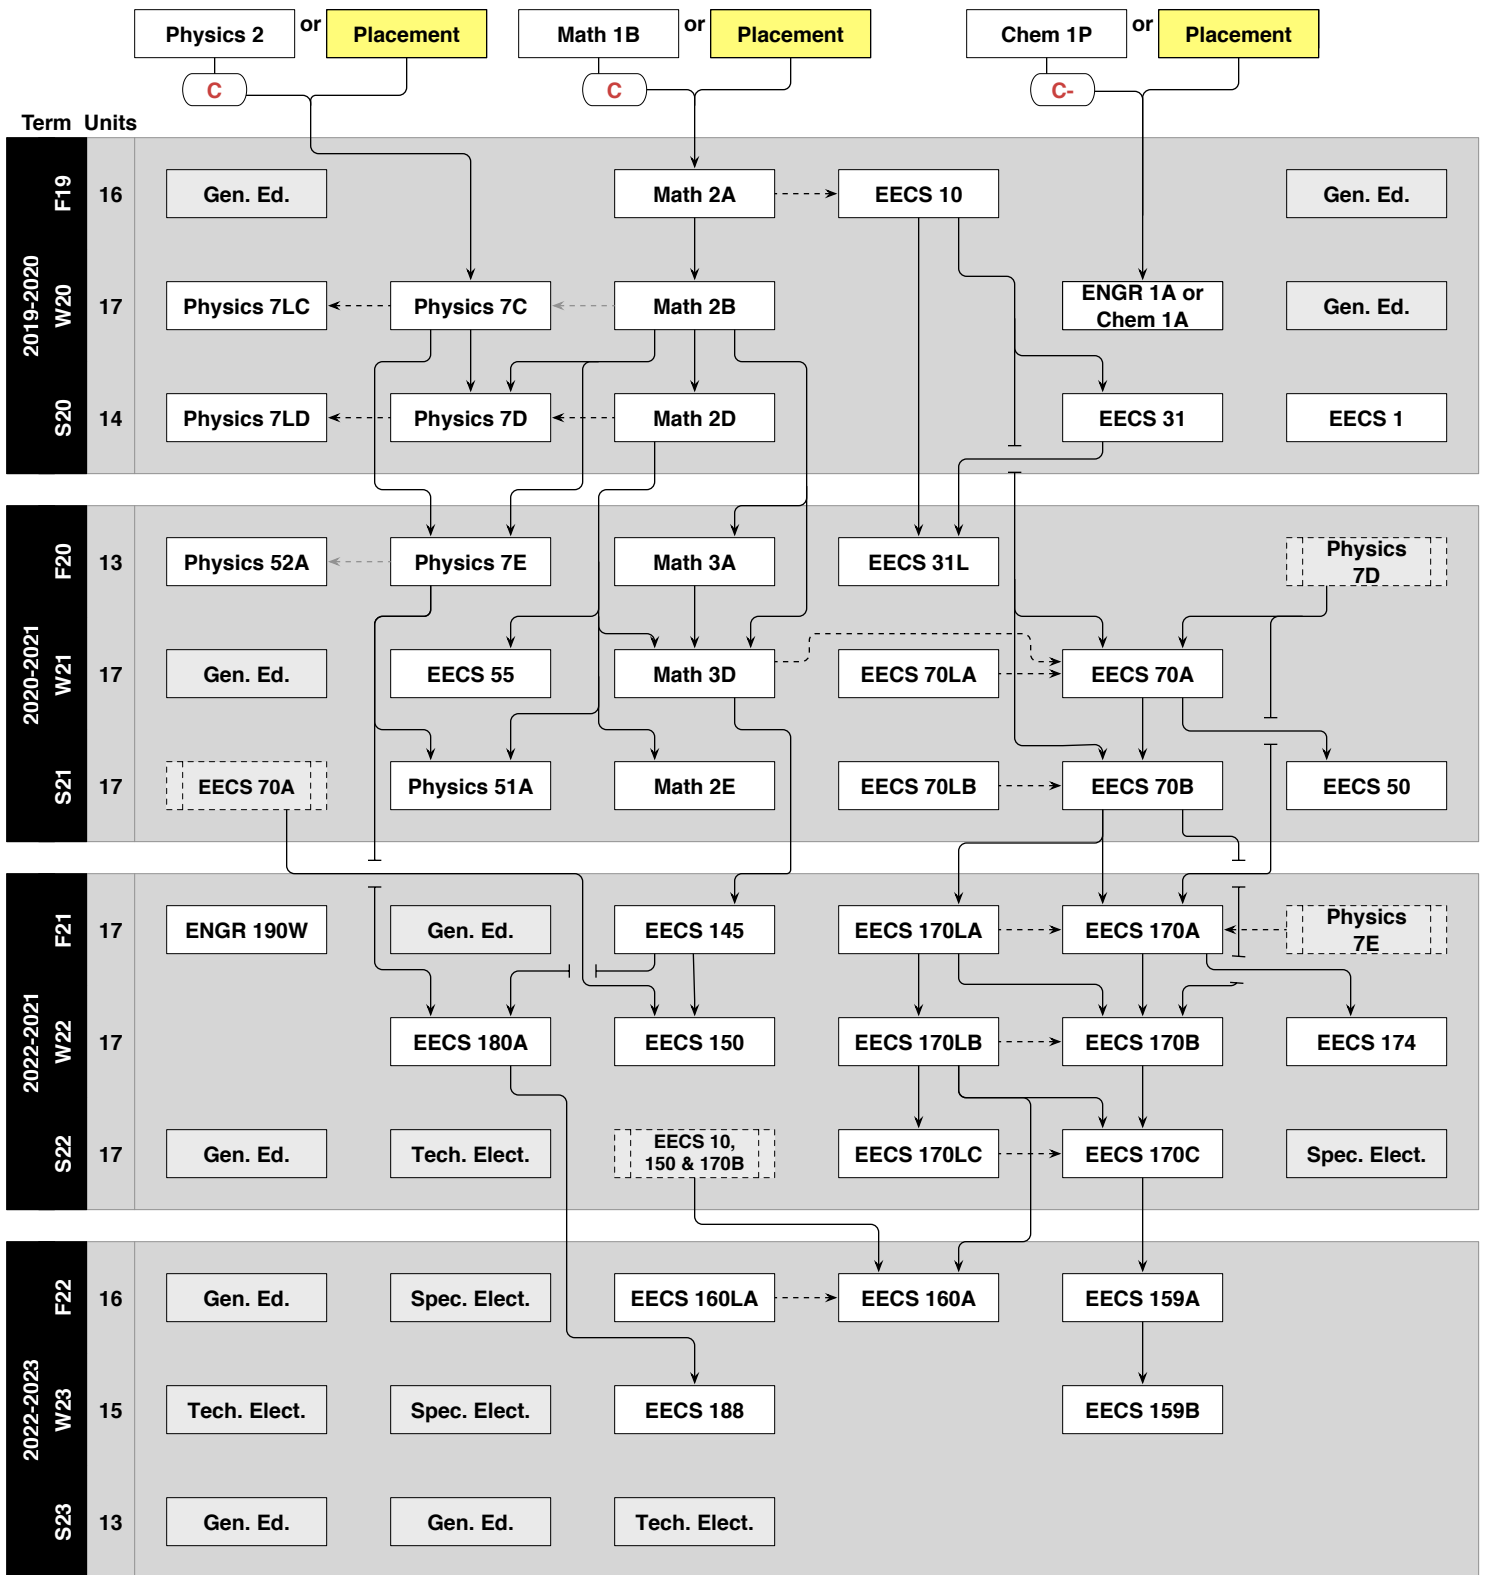 Physics 2
or
Placement
Math 1B
or
Placement
Chem 1P
or
Placement
C
C
C-
Term Units
2019-2020
F19
16
Gen. Ed.
Math 2A
EECS 10
Gen. Ed.
W20
17
Physics 7LC
Physics 7C
Math 2B
ENGR 1A or
Chem 1A
Gen. Ed.
S20
14
Physics 7LD
Physics 7D
Math 2D
EECS 31
EECS 1
2020-2021
F20
13
Physics 52A
Physics 7E
Math 3A
EECS 31L
Physics
7D
W21
17
Gen. Ed.
EECS 55
Math 3D
EECS 70LA
EECS 70A
S21
17
EECS 70A
Physics 51A
Math 2E
EECS 70LB
EECS 70B
EECS 50
2022-2021
F21
17
ENGR 190W
Gen. Ed.
EECS 145
EECS 170LA
EECS 170A
Physics
7E
W22
17
EECS 180A
EECS 150
EECS 170LB
EECS 170B
EECS 174
S22
17
Gen. Ed.
Tech. Elect.
EECS 10,
150 & 170B
EECS 170LC
EECS 170C
Spec. Elect.
2022-2023
F22
16
Gen. Ed.
Spec. Elect.
EECS 160LA
EECS 160A
EECS 159A
W23
15
Tech. Elect.
Spec. Elect.
EECS 188
EECS 159B
S23
13
Gen. Ed.
Gen. Ed.
Tech. Elect.